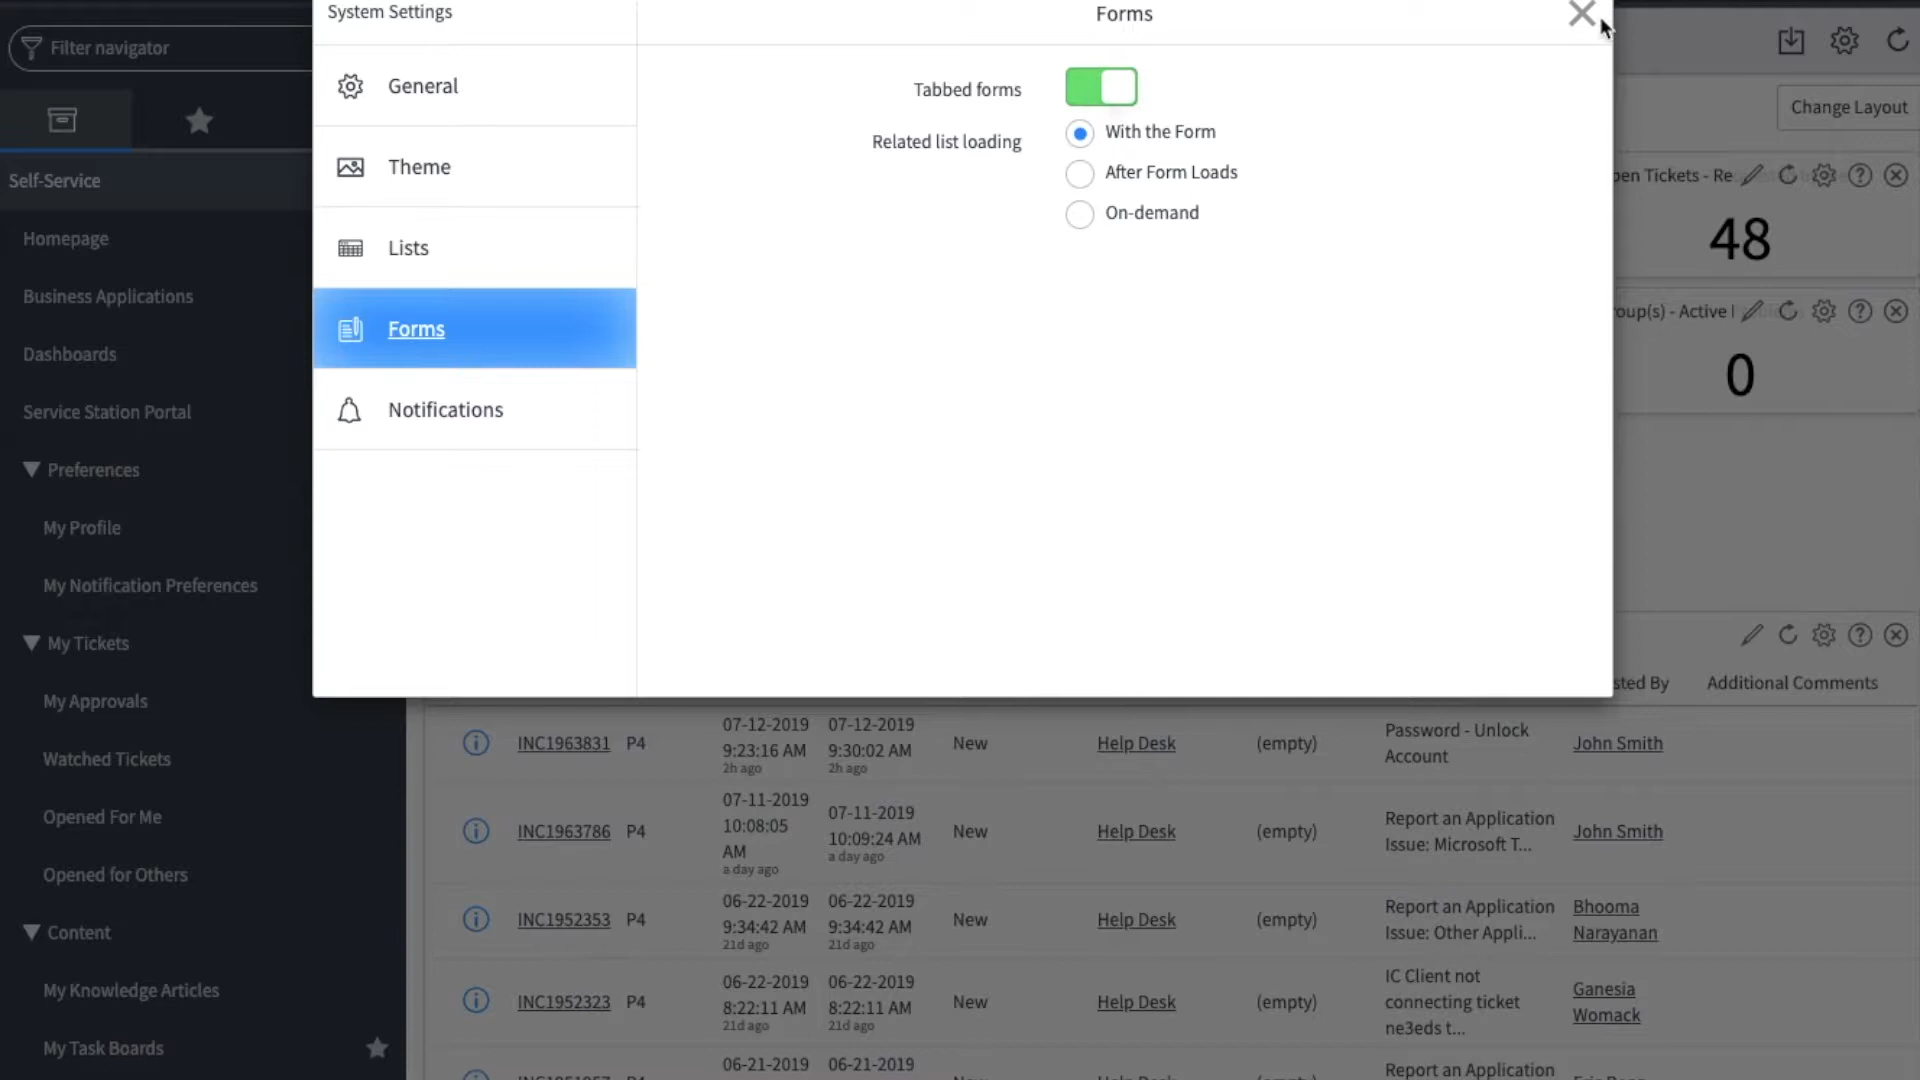 System Settings
Forms
Filter navigator
General
Theme
Lists
Forms
Notifications
Tabbed forms
Related list loading
With the Form
After Form Loads
On-demand
Change Layout
pen Tickets - Re
48
roup(s) - Active
0
Self-Service
Homepage
Business Applications
Dashboards
Service Station Portal
Preferences
My Profile
My Notification Preferences
My Tickets
My Approvals
Watched Tickets
Opened For Me
Opened for Others
Content
My Knowledge Articles
My Task Boards
sted By Additional Comments
INC1963831 P4 07-12-2019 9:23:16 AM 2h ago 07-12-2019 9:30:02 AM 2h ago New Help Desk (empty) Password - Unlock Account John Smith
INC1963786 P4 07-11-2019 10:08:05 AM a day ago 07-11-2019 10:09:24 AM a day ago New Help Desk (empty) Report an Application Issue: Microsoft T... John Smith
INC1952353 P4 06-22-2019 9:34:42 AM 21d ago 06-22-2019 9:34:42 AM 21d ago New Help Desk (empty) Report an Application Issue: Other Appli... Bhooma Narayanan
INC1952323 P4 06-22-2019 8:22:11 AM 21d ago 06-22-2019 8:22:11 AM 21d ago New Help Desk (empty) IC Client not connecting ticket ne3eds t... Ganesia Womack
06-21-2019 06-21-2019 Report an Application